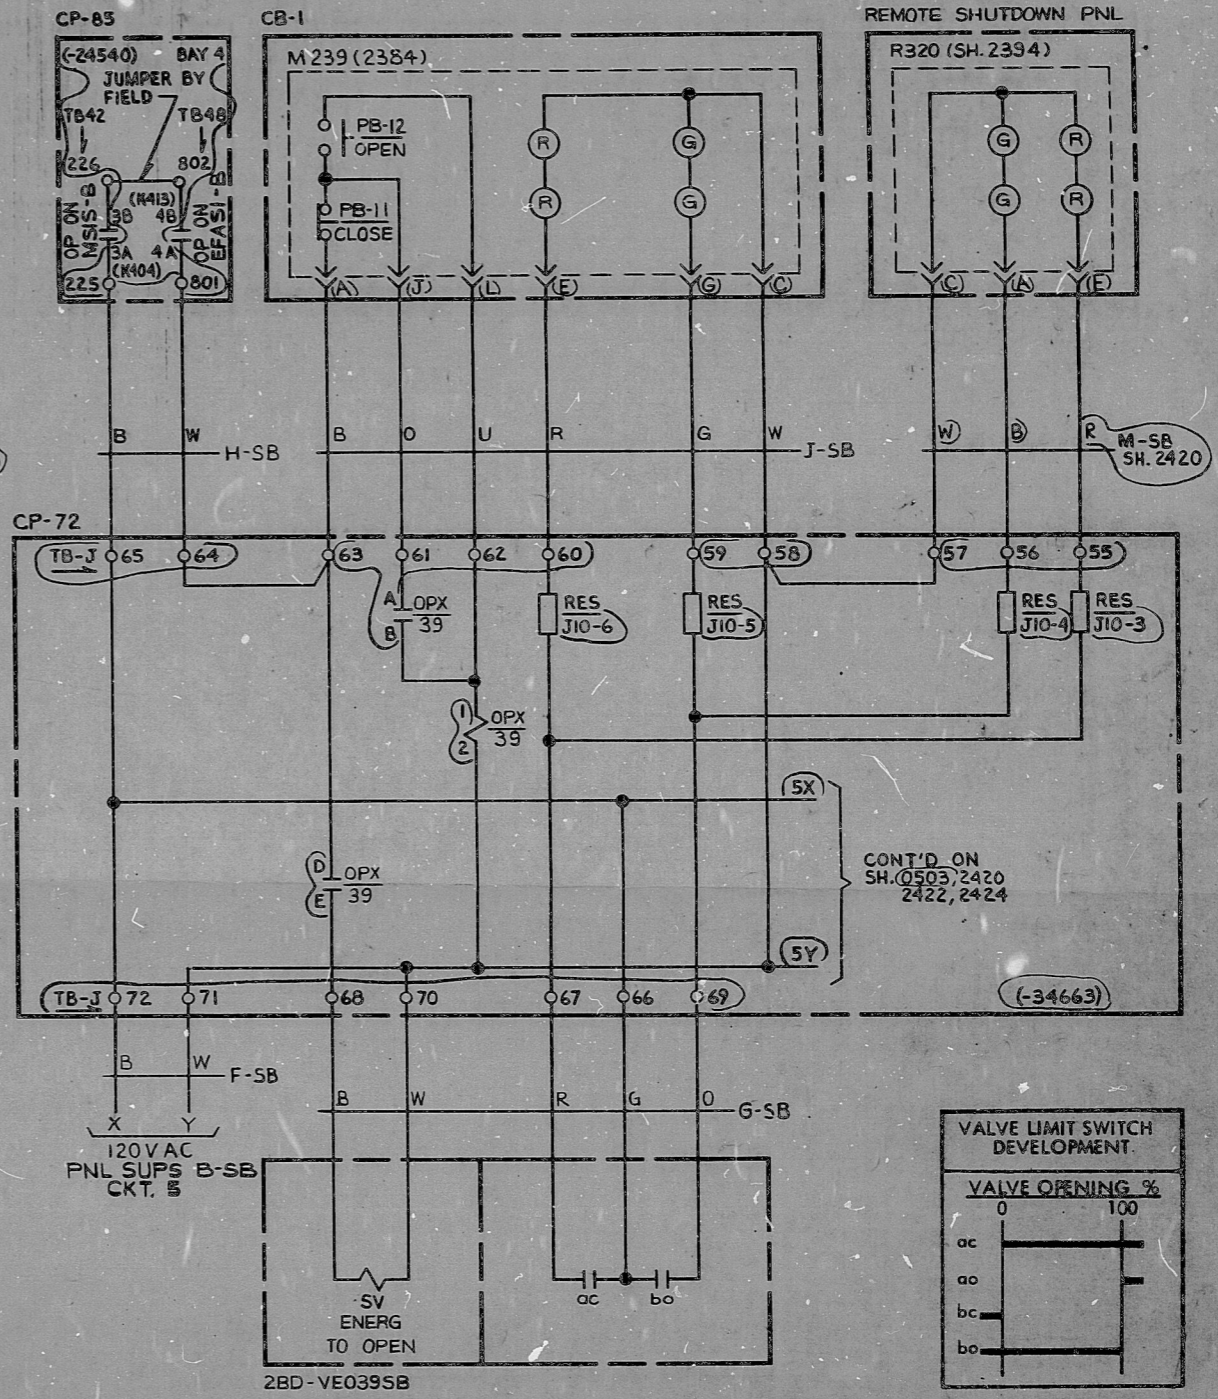 CP-85
CB-1
REMOTE SHUTDOWN PNL
(-24540) BAY 4
JUMPER BY
FIELD
TB42 TB48
226 802
(K413)
3B 4B
OP ON
MSIS-B
OP ON
EFASI-B
3A 4A
(K404)
225 801
M239 (2384)
PB-12
OPEN
PB-11
CLOSE
R G
R G
(A) (J) (L) (E) (G) (C)
R320 (SH.2394)
G R
G R
(C) (A) (E)
B W H-SB
B O U R G W J-SB
W B R M-SB
SH. 2420
CP-72
TB-J 65 64 63 61 62 60 59 58 57 56 55
A OPX
B 39
RES
J10-6
RES
J10-5
RES
J10-4
RES
J10-3
1 OPX
2 39
5X
D OPX
E 39
CONT'D ON
SH. 0503, 2420
2422, 2424
5Y
TB-J 72 71 68 70 67 66 69
(-34663)
B W F-SB
B W R G O G-SB
X Y
120V AC
PNL SUPS B-SB
CKT. 5
SV
ENERG
TO OPEN
ac bo
2BD-VE039SB
VALVE LIMIT SWITCH
DEVELOPMENT
VALVE OPENING %
0 100
ac
ao
bc
bo